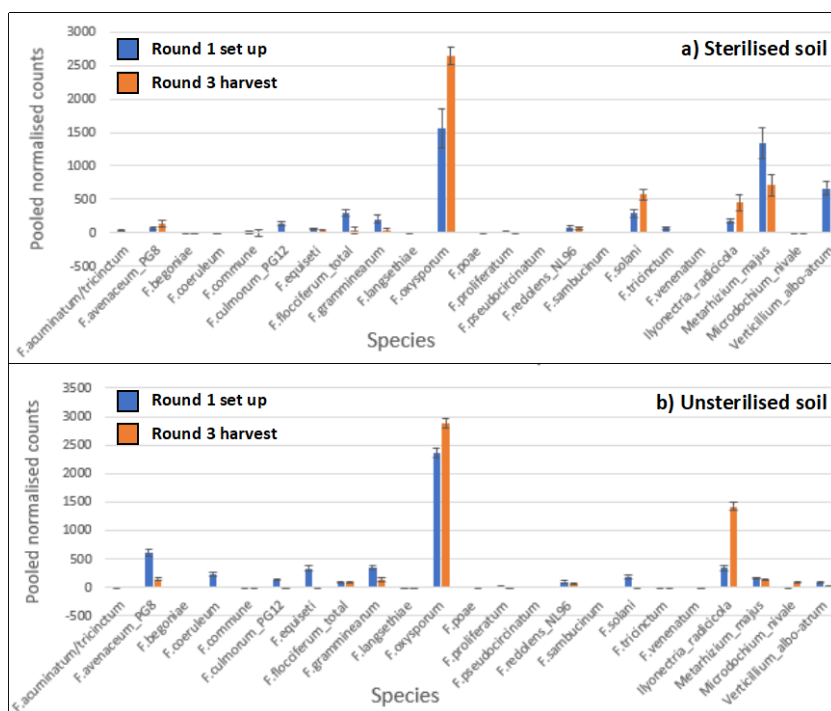 a) Sterilised soil
Round 1 set up
Round 3 harvest
Pooled normalised counts
3000
2500
2000
1500
1000
500
0
-500
F.acuminatum/tricinctum
F.avenaceum_PG8
F.begoniae
F.coeruleum
F.commune
F.culmorum_PG12
F.equiseti
F.flocciferum_total
F.gramminearum
F.langsethiae
F.oxysporum
F.poae
F.proliferatum
F.pseudocircinatum
F.redolens_NL96
F.sambucinum
F.solani
F.tricinctum
F.venenatum
Ilyonectria_radicicola
Metarhizium_majus
Microdochium_nivale
Verticillium_albo-atrum
Species
b) Unsterilised soil
Round 1 set up
Round 3 harvest
Pooled normalised counts
3500
3000
2500
2000
1500
1000
500
0
-500
F.acuminatum/tricinctum
F.avenaceum_PG8
F.begoniae
F.coeruleum
F.commune
F.culmorum_PG12
F.equiseti
F.flocciferum_total
F.gramminearum
F.langsethiae
F.oxysporum
F.poae
F.proliferatum
F.pseudocircinatum
F.redolens_NL96
F.sambucinum
F.solani
F.tricinctum
F.venenatum
Ilyonectria_radicicola
Metarhizium_majus
Microdochium_nivale
Verticillium_albo-atrum
Species